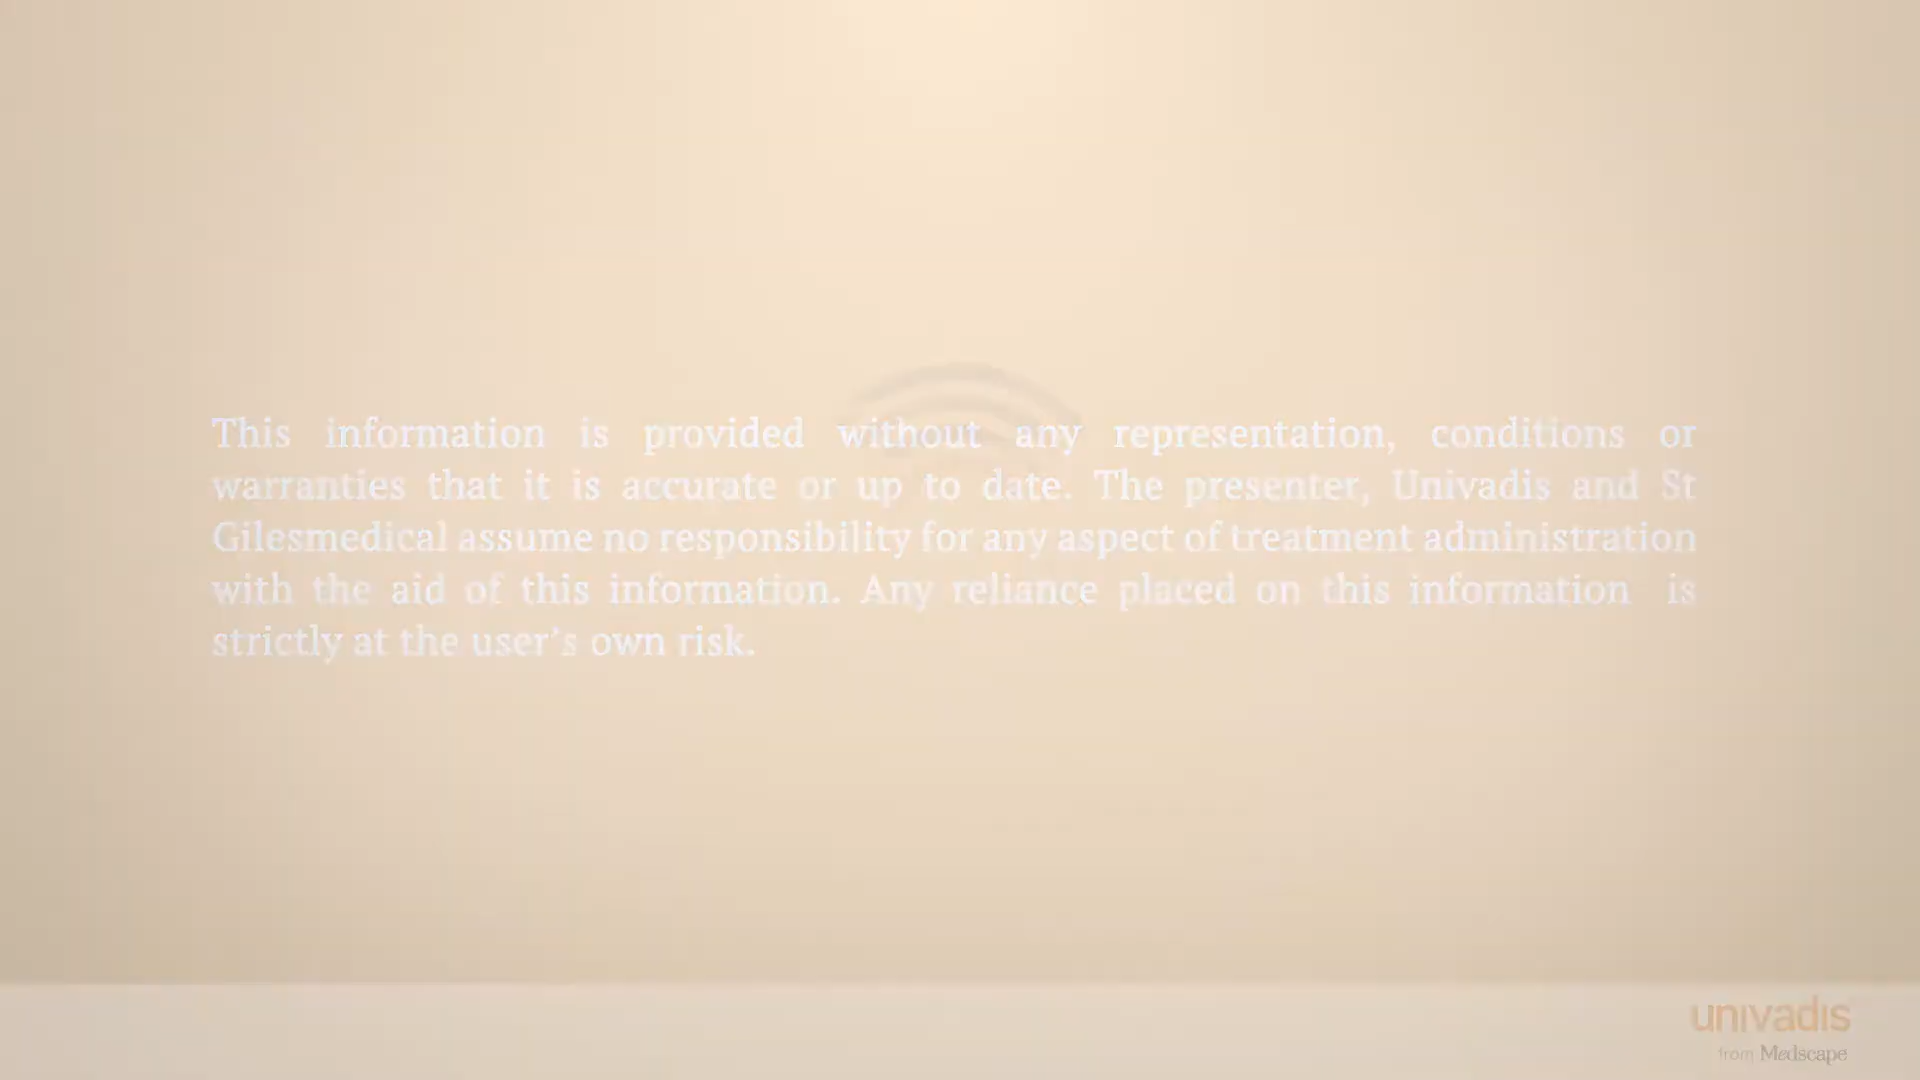 This information is provided without any representation, conditions or
warranties that it is accurate or up to date. The presenter, Univadis and St
Gilesmedical assume no responsibility for any aspect of treatment administration
with the aid of this information. Any reliance placed on this information is
strictly at the user's own risk.
univadis
from Medscape